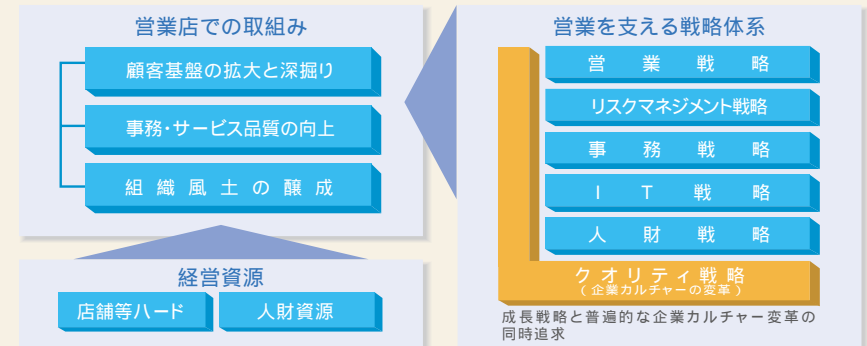 営業店での取組み
顧客基盤の拡大と深掘り
事務・サービス品質の向上
組織風土の醸成
経営資源
店舗等ハード
人財資源
営業を支える戦略体系
営業戦略
リスクマネジメント戦略
事務戦略
IT戦略
人財戦略
クオリティ戦略
(企業カルチャーの変革)
成長戦略と普遍的な企業カルチャー変革の
同時追求